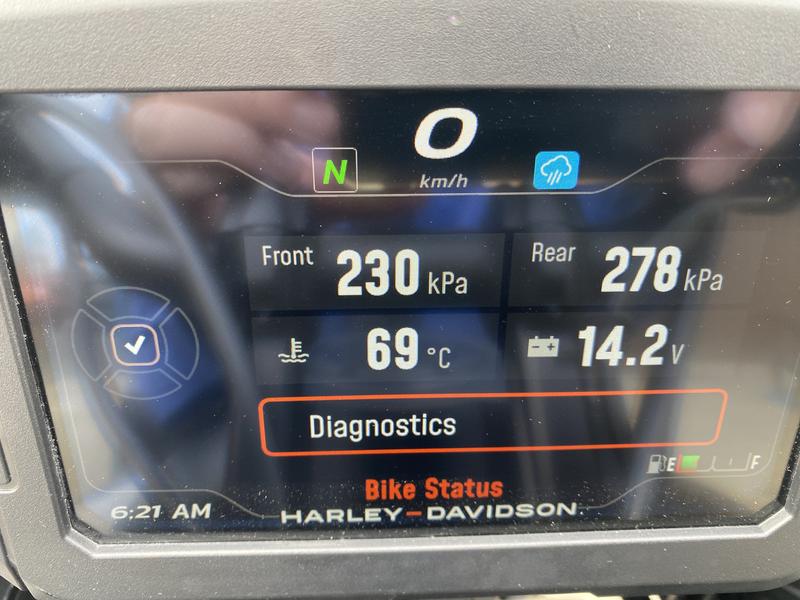 0
N
km/h
Front 230 kPa
Rear 278 kPa
69 °C
14.2 V
Diagnostics
E F
Bike Status
6:21 AM
HARLEY-DAVIDSON